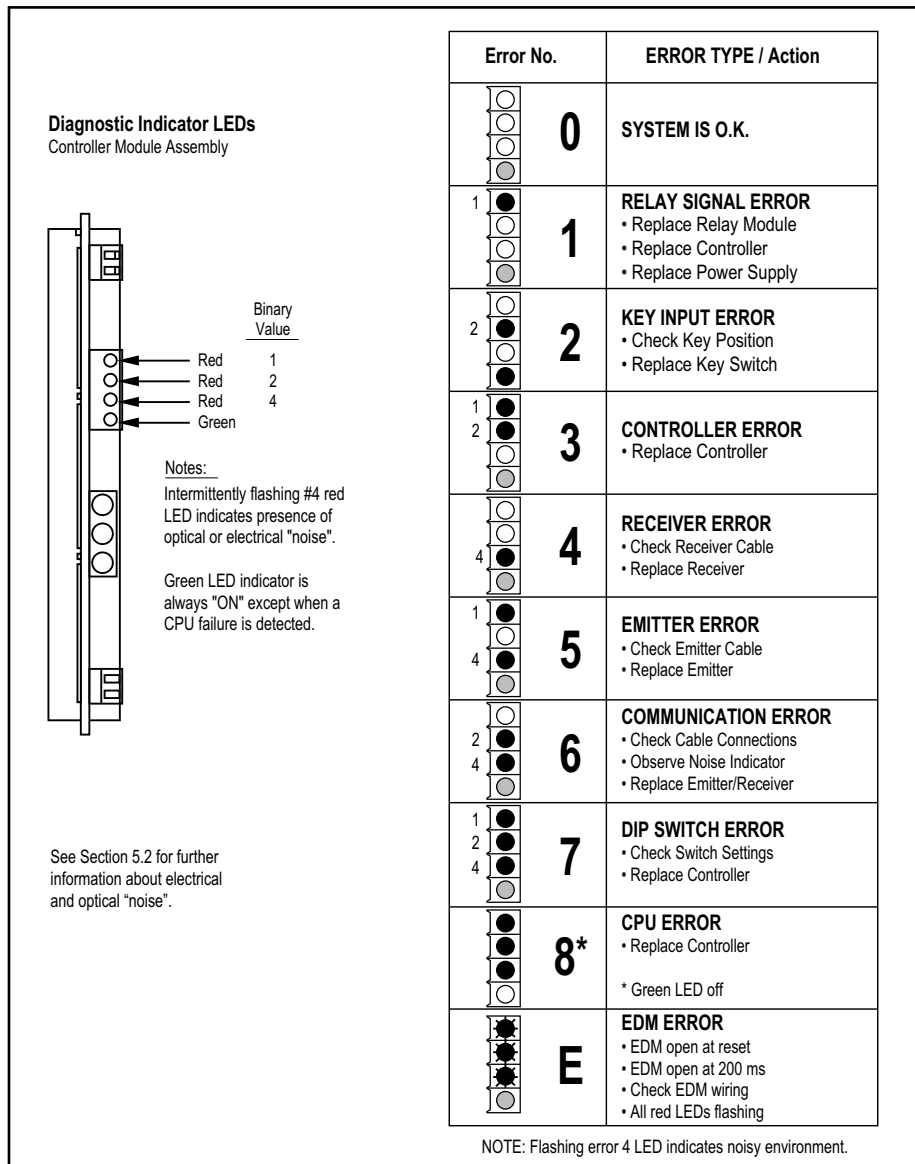 Diagnostic Indicator LEDs
Controller Module Assembly
Binary
Value
Red 1
Red 2
Red 4
Green
Notes:
Intermittently flashing #4 red
LED indicates presence of
optical or electrical "noise".
Green LED indicator is
always "ON" except when a
CPU failure is detected.
See Section 5.2 for further
information about electrical
and optical “noise”.
Error No. ERROR TYPE / Action
0 SYSTEM IS O.K.
1
1
RELAY SIGNAL ERROR
• Replace Relay Module
• Replace Controller
• Replace Power Supply
2
2
KEY INPUT ERROR
• Check Key Position
• Replace Key Switch
1
2
3
CONTROLLER ERROR
• Replace Controller
4
4
RECEIVER ERROR
• Check Receiver Cable
• Replace Receiver
1
4
5
EMITTER ERROR
• Check Emitter Cable
• Replace Emitter
2
4
6
COMMUNICATION ERROR
• Check Cable Connections
• Observe Noise Indicator
• Replace Emitter/Receiver
1
2
4
7
DIP SWITCH ERROR
• Check Switch Settings
• Replace Controller
8*
CPU ERROR
• Replace Controller
* Green LED off
E
EDM ERROR
• EDM open at reset
• EDM open at 200 ms
• Check EDM wiring
• All red LEDs flashing
NOTE: Flashing error 4 LED indicates noisy environment.